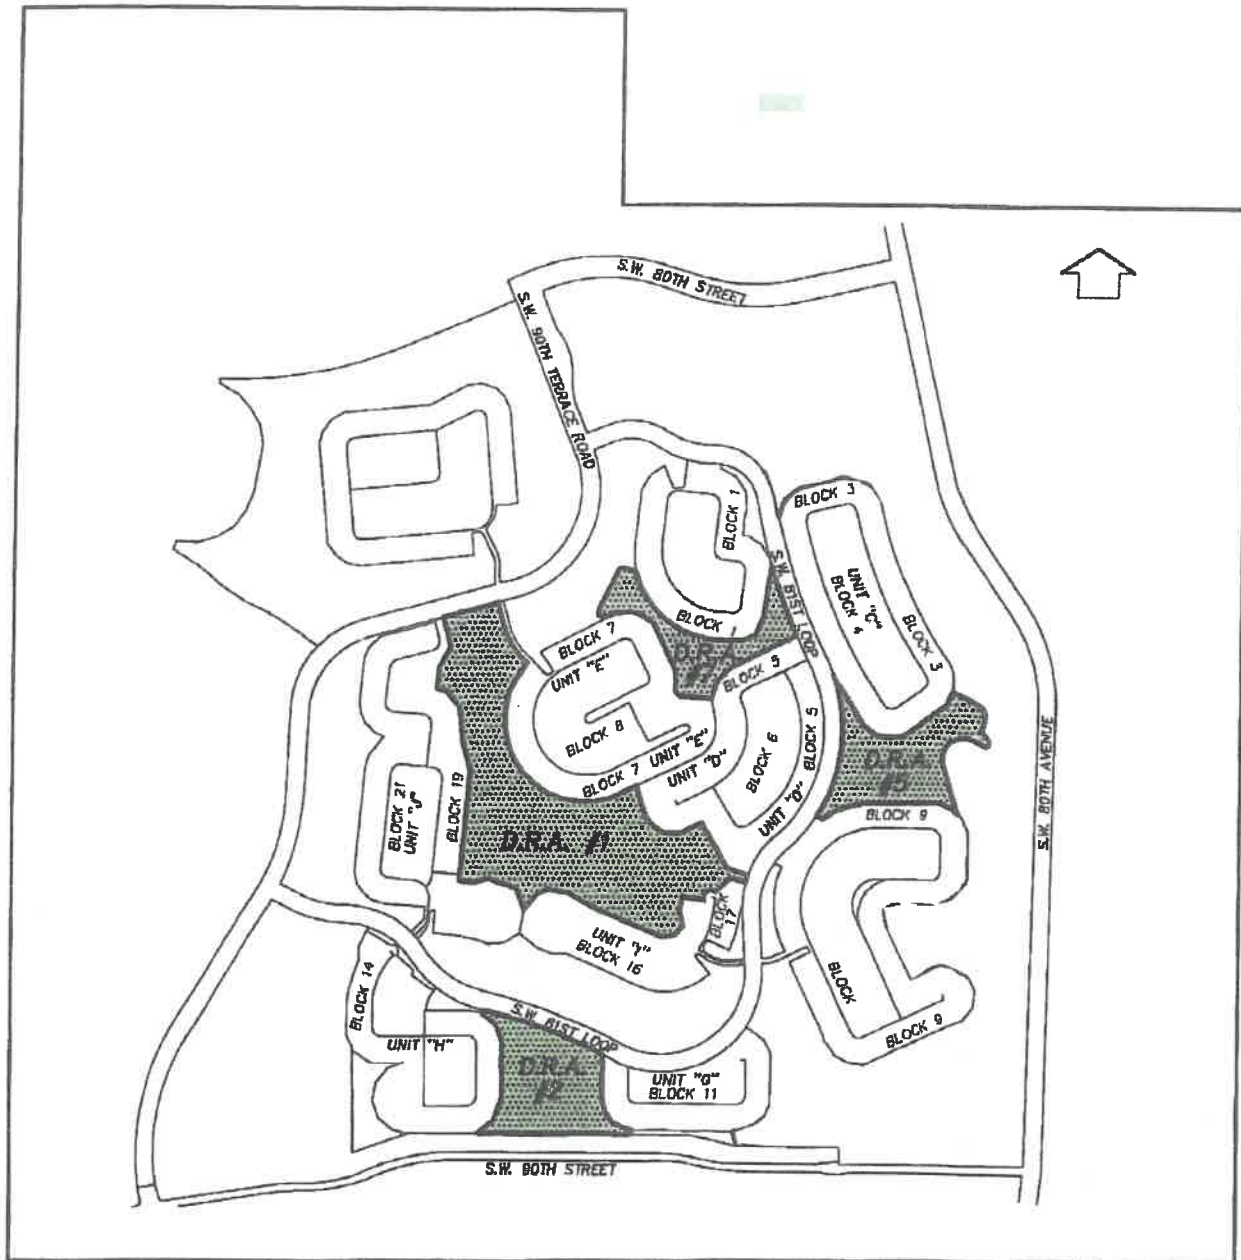 S.W. 80TH STREET
S.W. 90TH TERRACE ROAD
BLOCK 1
BLOCK 3
S.W. 81ST LOOP
UNIT "C"
BLOCK 4
BLOCK 3
BLOCK 1
BLOCK 7
D.R.A.
UNIT "E"
BLOCK 5
BLOCK 8
BLOCK 6
BLOCK 5
UNIT "E"
BLOCK 7
UNIT "D"
UNIT "D"
D.R.A.
#5
S.W. 80TH AVENUE
BLOCK 21
UNIT "J"
BLOCK 19
BLOCK 9
D.R.A. #1
BLOCK
17
UNIT "I"
BLOCK 16
BLOCK 14
BLOCK
BLOCK 9
S.W. 81ST LOOP
UNIT "H"
D.R.A.
#2
UNIT "G"
BLOCK 11
S.W. 90TH STREET